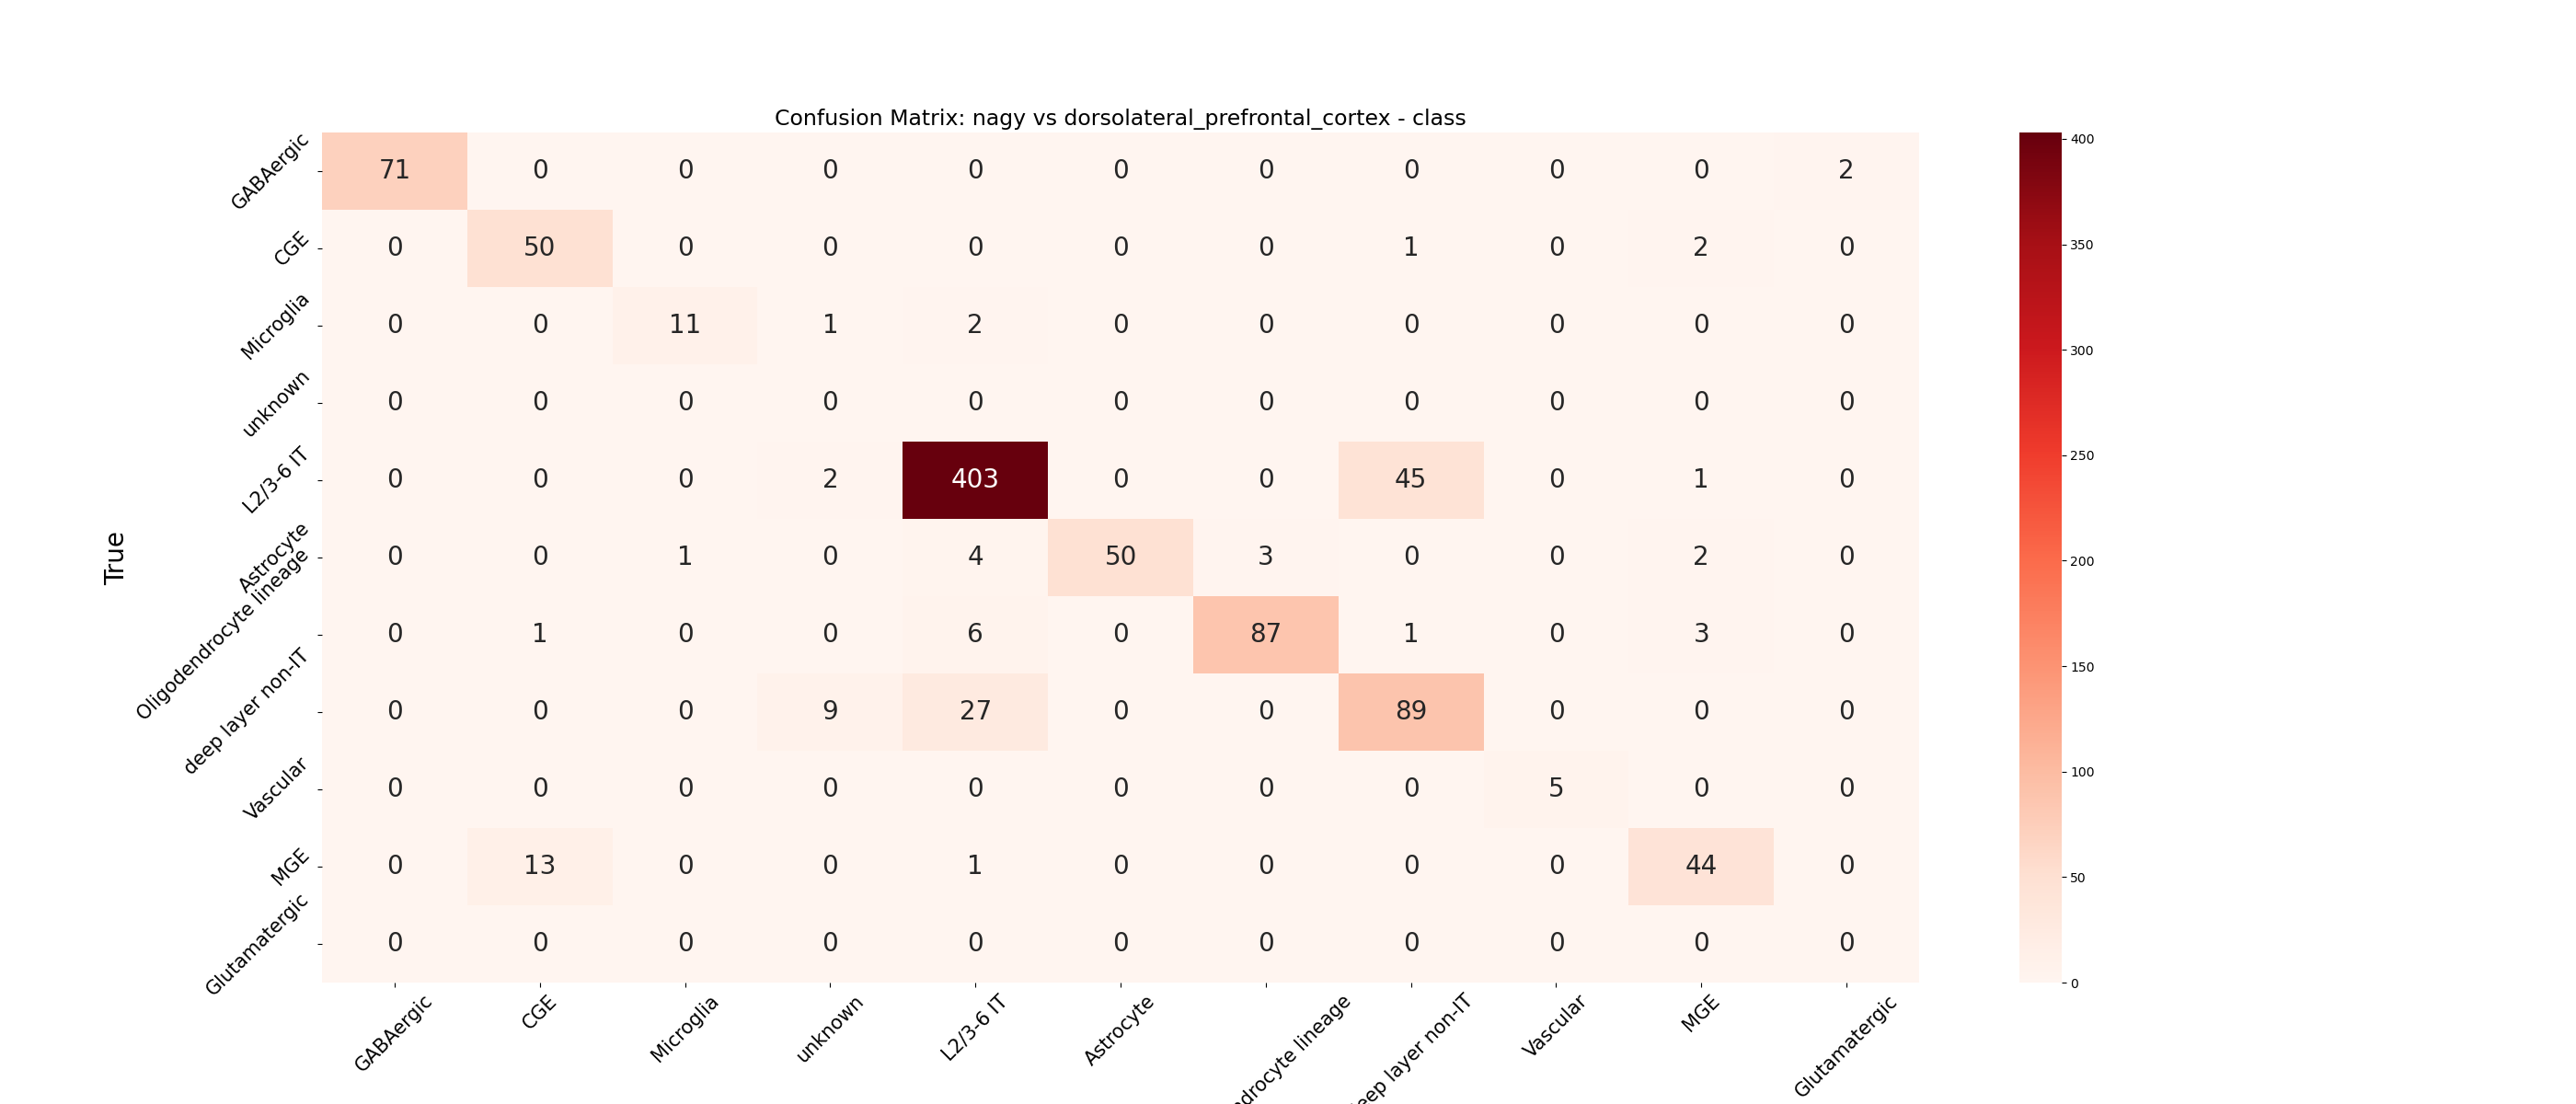 Confusion Matrix: nagy vs dorsolateral_prefrontal_cortex - class
True
GABAergic 71 0 0 0 0 0 0 0 0 0 2
CGE 0 50 0 0 0 0 0 1 0 2 0
Microglia 0 0 11 1 2 0 0 0 0 0 0
unknown 0 0 0 0 0 0 0 0 0 0 0
L2/3-6 IT 0 0 0 2 403 0 0 45 0 1 0
Astrocyte 0 0 1 0 4 50 3 0 0 2 0
Oligodendrocyte lineage 0 1 0 0 6 0 87 1 0 3 0
deep layer non-IT 0 0 0 9 27 0 0 89 0 0 0
Vascular 0 0 0 0 0 0 0 0 5 0 0
MGE 0 13 0 0 1 0 0 0 0 44 0
Glutamatergic 0 0 0 0 0 0 0 0 0 0 0
GABAergic CGE Microglia unknown L2/3-6 IT Astrocyte lineage layer non-IT Vascular MGE Glutamatergic
400
350
300
250
200
150
100
50
0